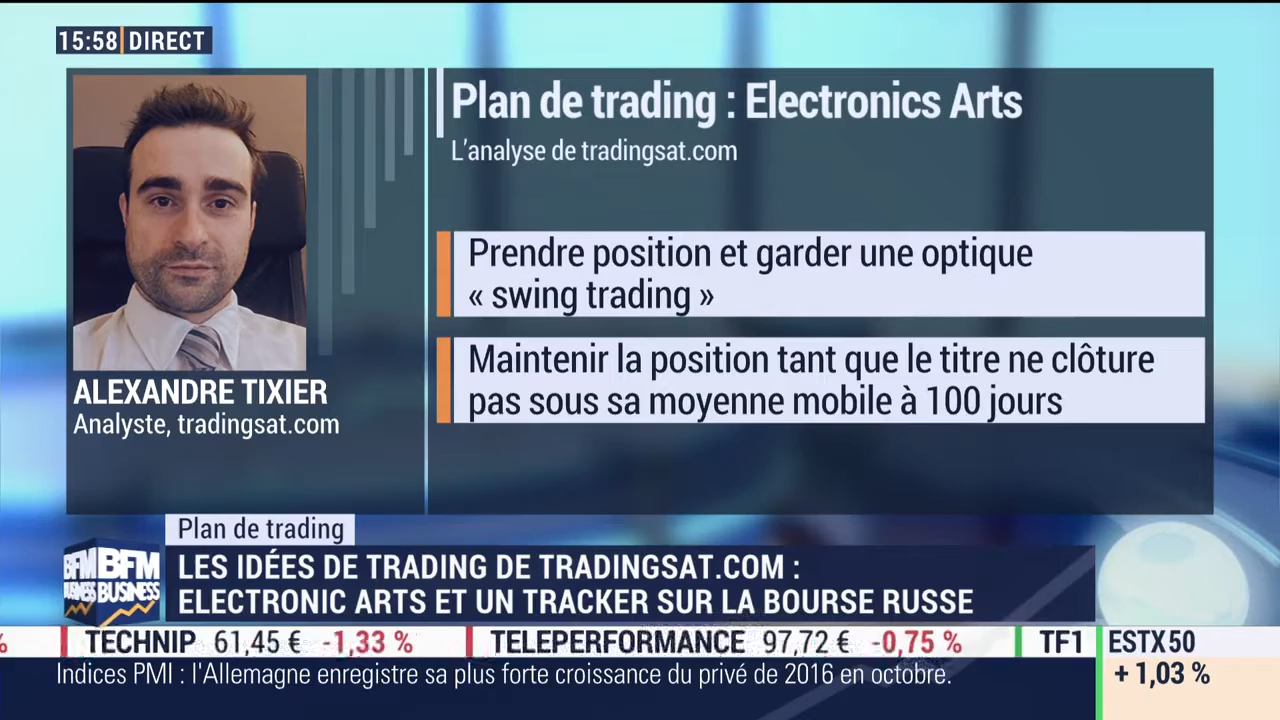 15:58 DIRECT
Plan de trading : Electronics Arts
L'analyse de tradingsat.com
Prendre position et garder une optique
« swing trading »
Maintenir la position tant que le titre ne clôture
pas sous sa moyenne mobile à 100 jours
ALEXANDRE TIXIER
Analyste, tradingsat.com
Plan de trading
BFM BFM
BUSINESS BUSINESS
LES IDÉES DE TRADING DE TRADINGSAT.COM :
ELECTRONIC ARTS ET UN TRACKER SUR LA BOURSE RUSSE
% TECHNIP 61,45 € -1,33 % TELEPERFORMANCE 97,72 € -0,75 % TF1
ESTX50
+ 1,03 %
Indices PMI : l'Allemagne enregistre sa plus forte croissance du privé de 2016 en octobre.